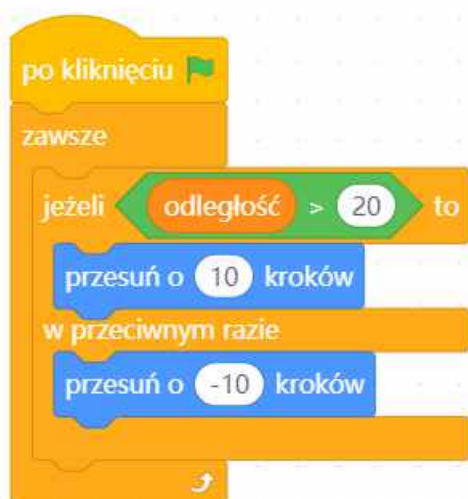 po kliknięciu
zawsze
jeżeli odległość > 20 to
przesuń o 10 kroków
w przeciwnym razie
przesuń o -10 kroków